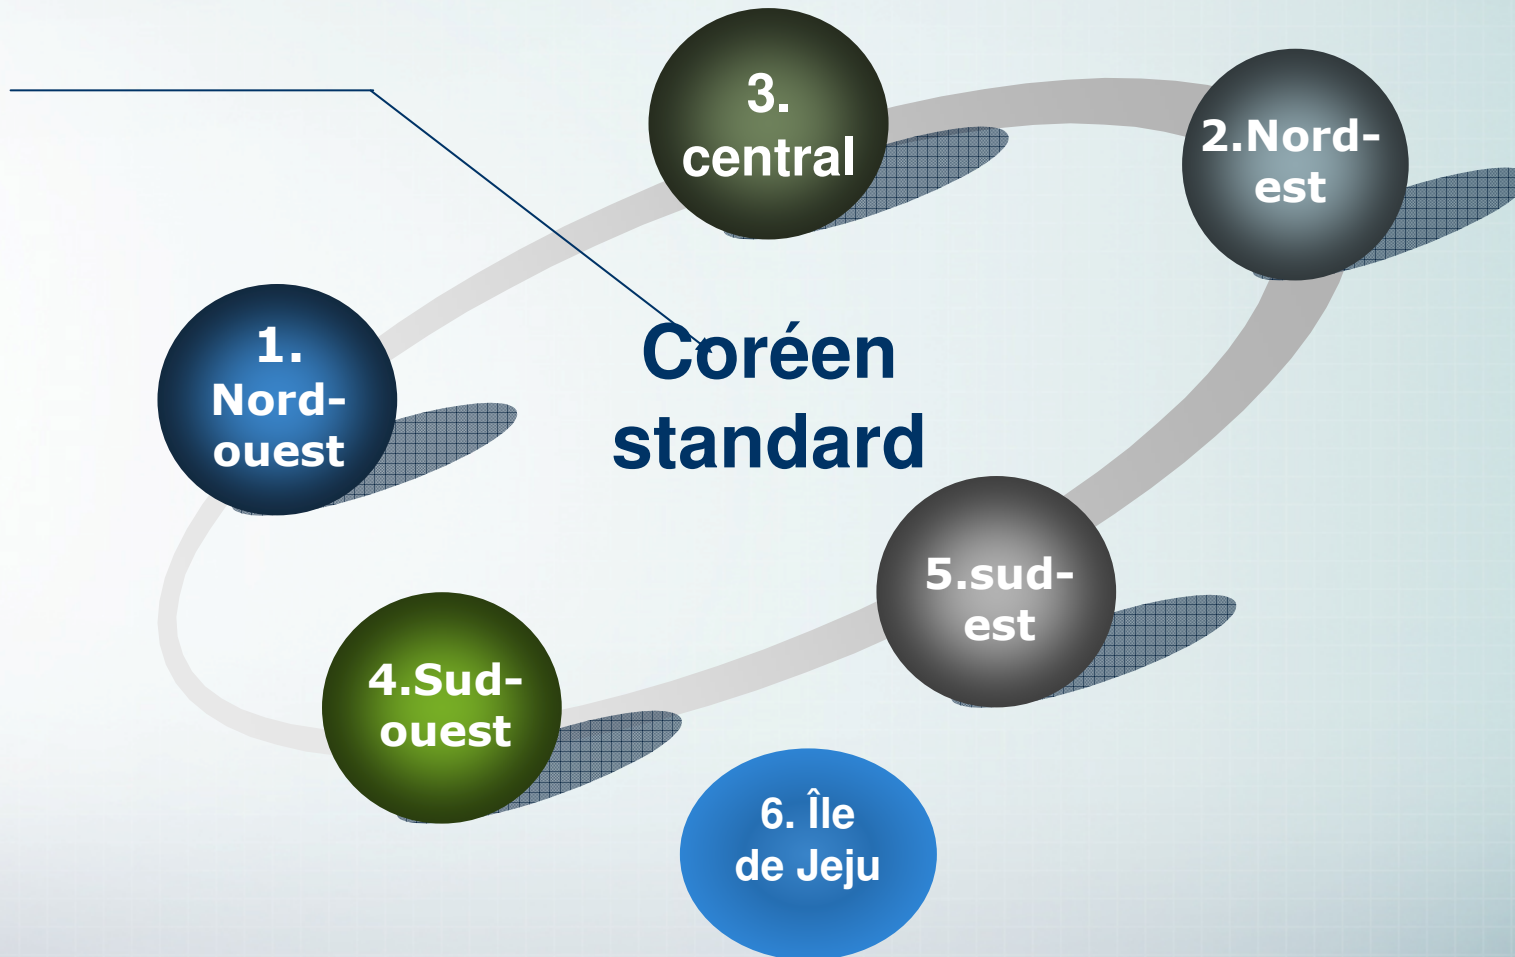 3.
central
2.Nord-
est
1.
Nord-
ouest
Coréen
standard
5.sud-
est
4.Sud-
ouest
6. Île
de Jeju